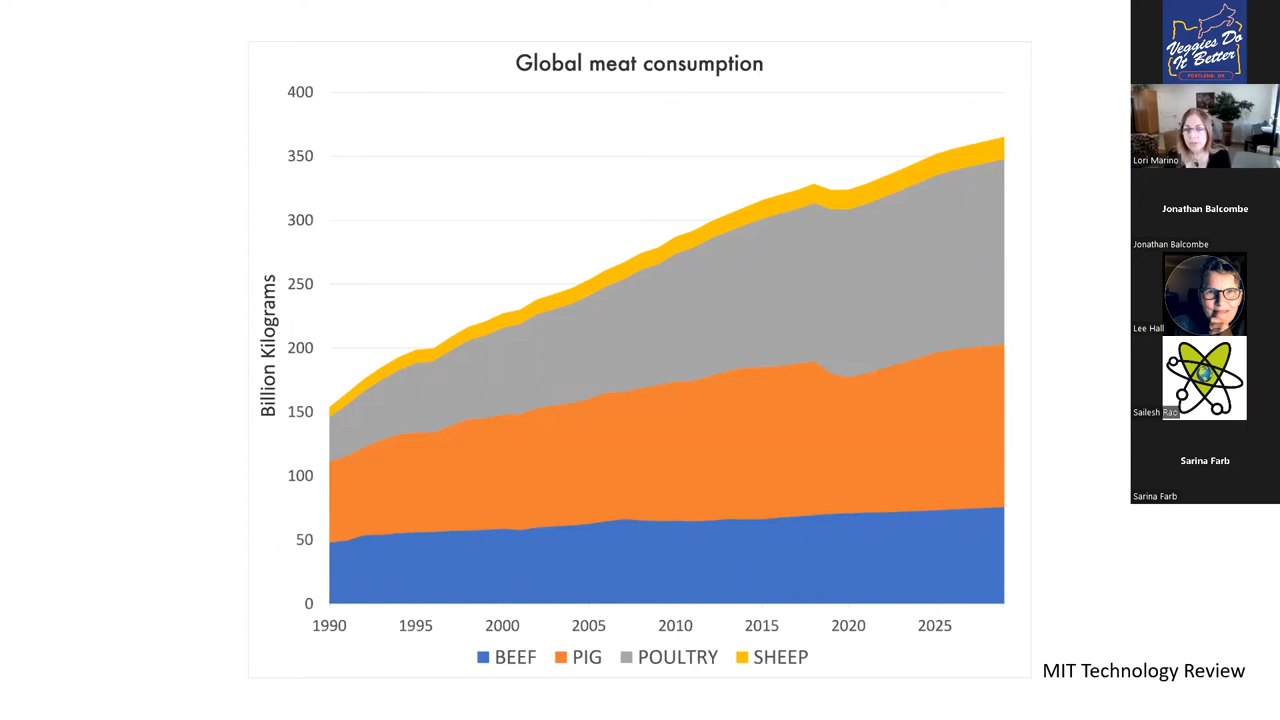 Global meat consumption
400
350
300
250
200
150
100
50
0
Billion Kilograms
1990 1995 2000 2005 2010 2015 2020 2025
BEEF PIG POULTRY SHEEP
MIT Technology Review
Veggies Do
It Better
PORTLAND, OR
Lori Marino
Jonathan Balcombe
Jonathan Balcombe
Lee Hall
Sailesh Rao
Sarina Farb
Sarina Farb